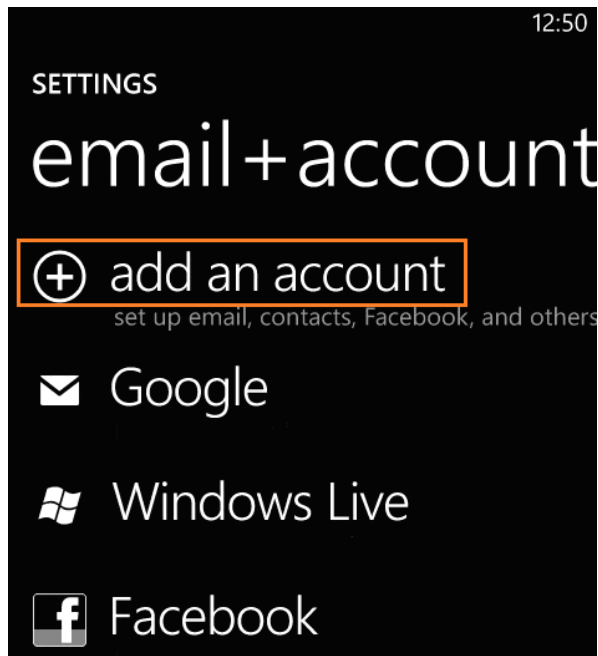 12:50
SETTINGS
email+account
add an account
set up email, contacts, Facebook, and others
Google
Windows Live
f Facebook